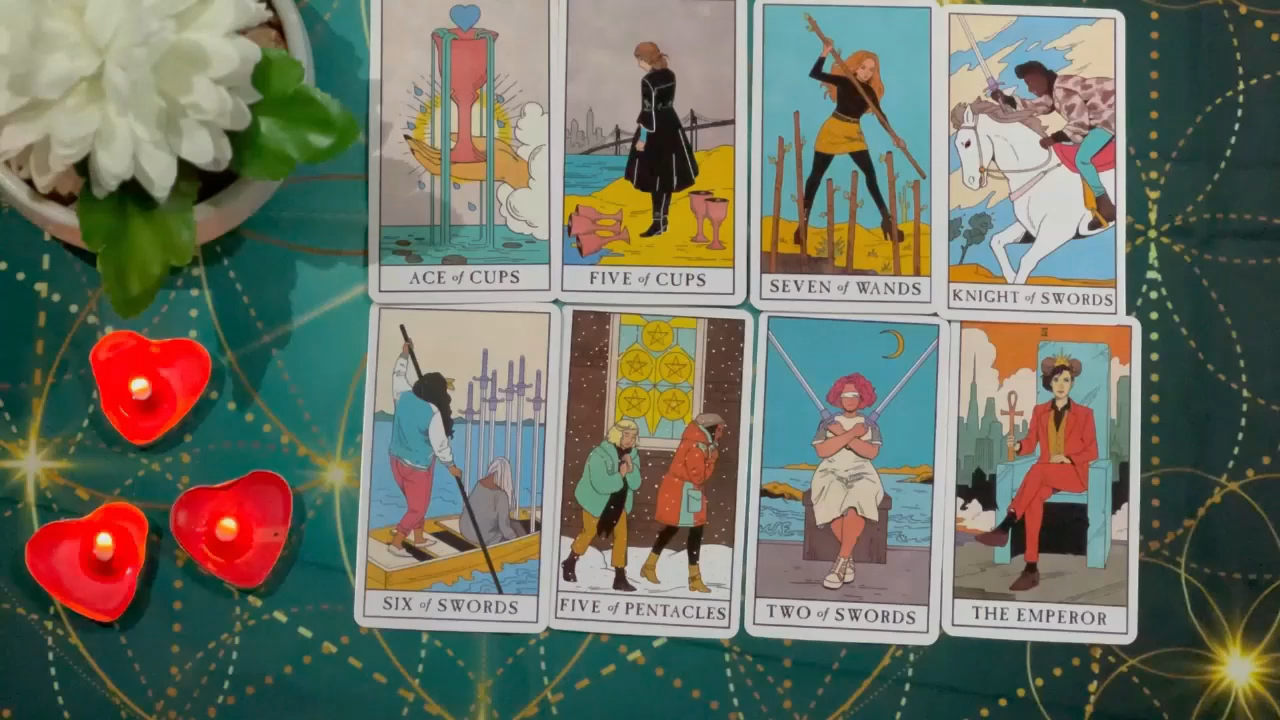 ACE of CUPS
FIVE of CUPS
SEVEN of WANDS
KNIGHT of SWORDS
SIX of SWORDS
FIVE of PENTACLES
TWO of SWORDS
THE EMPEROR